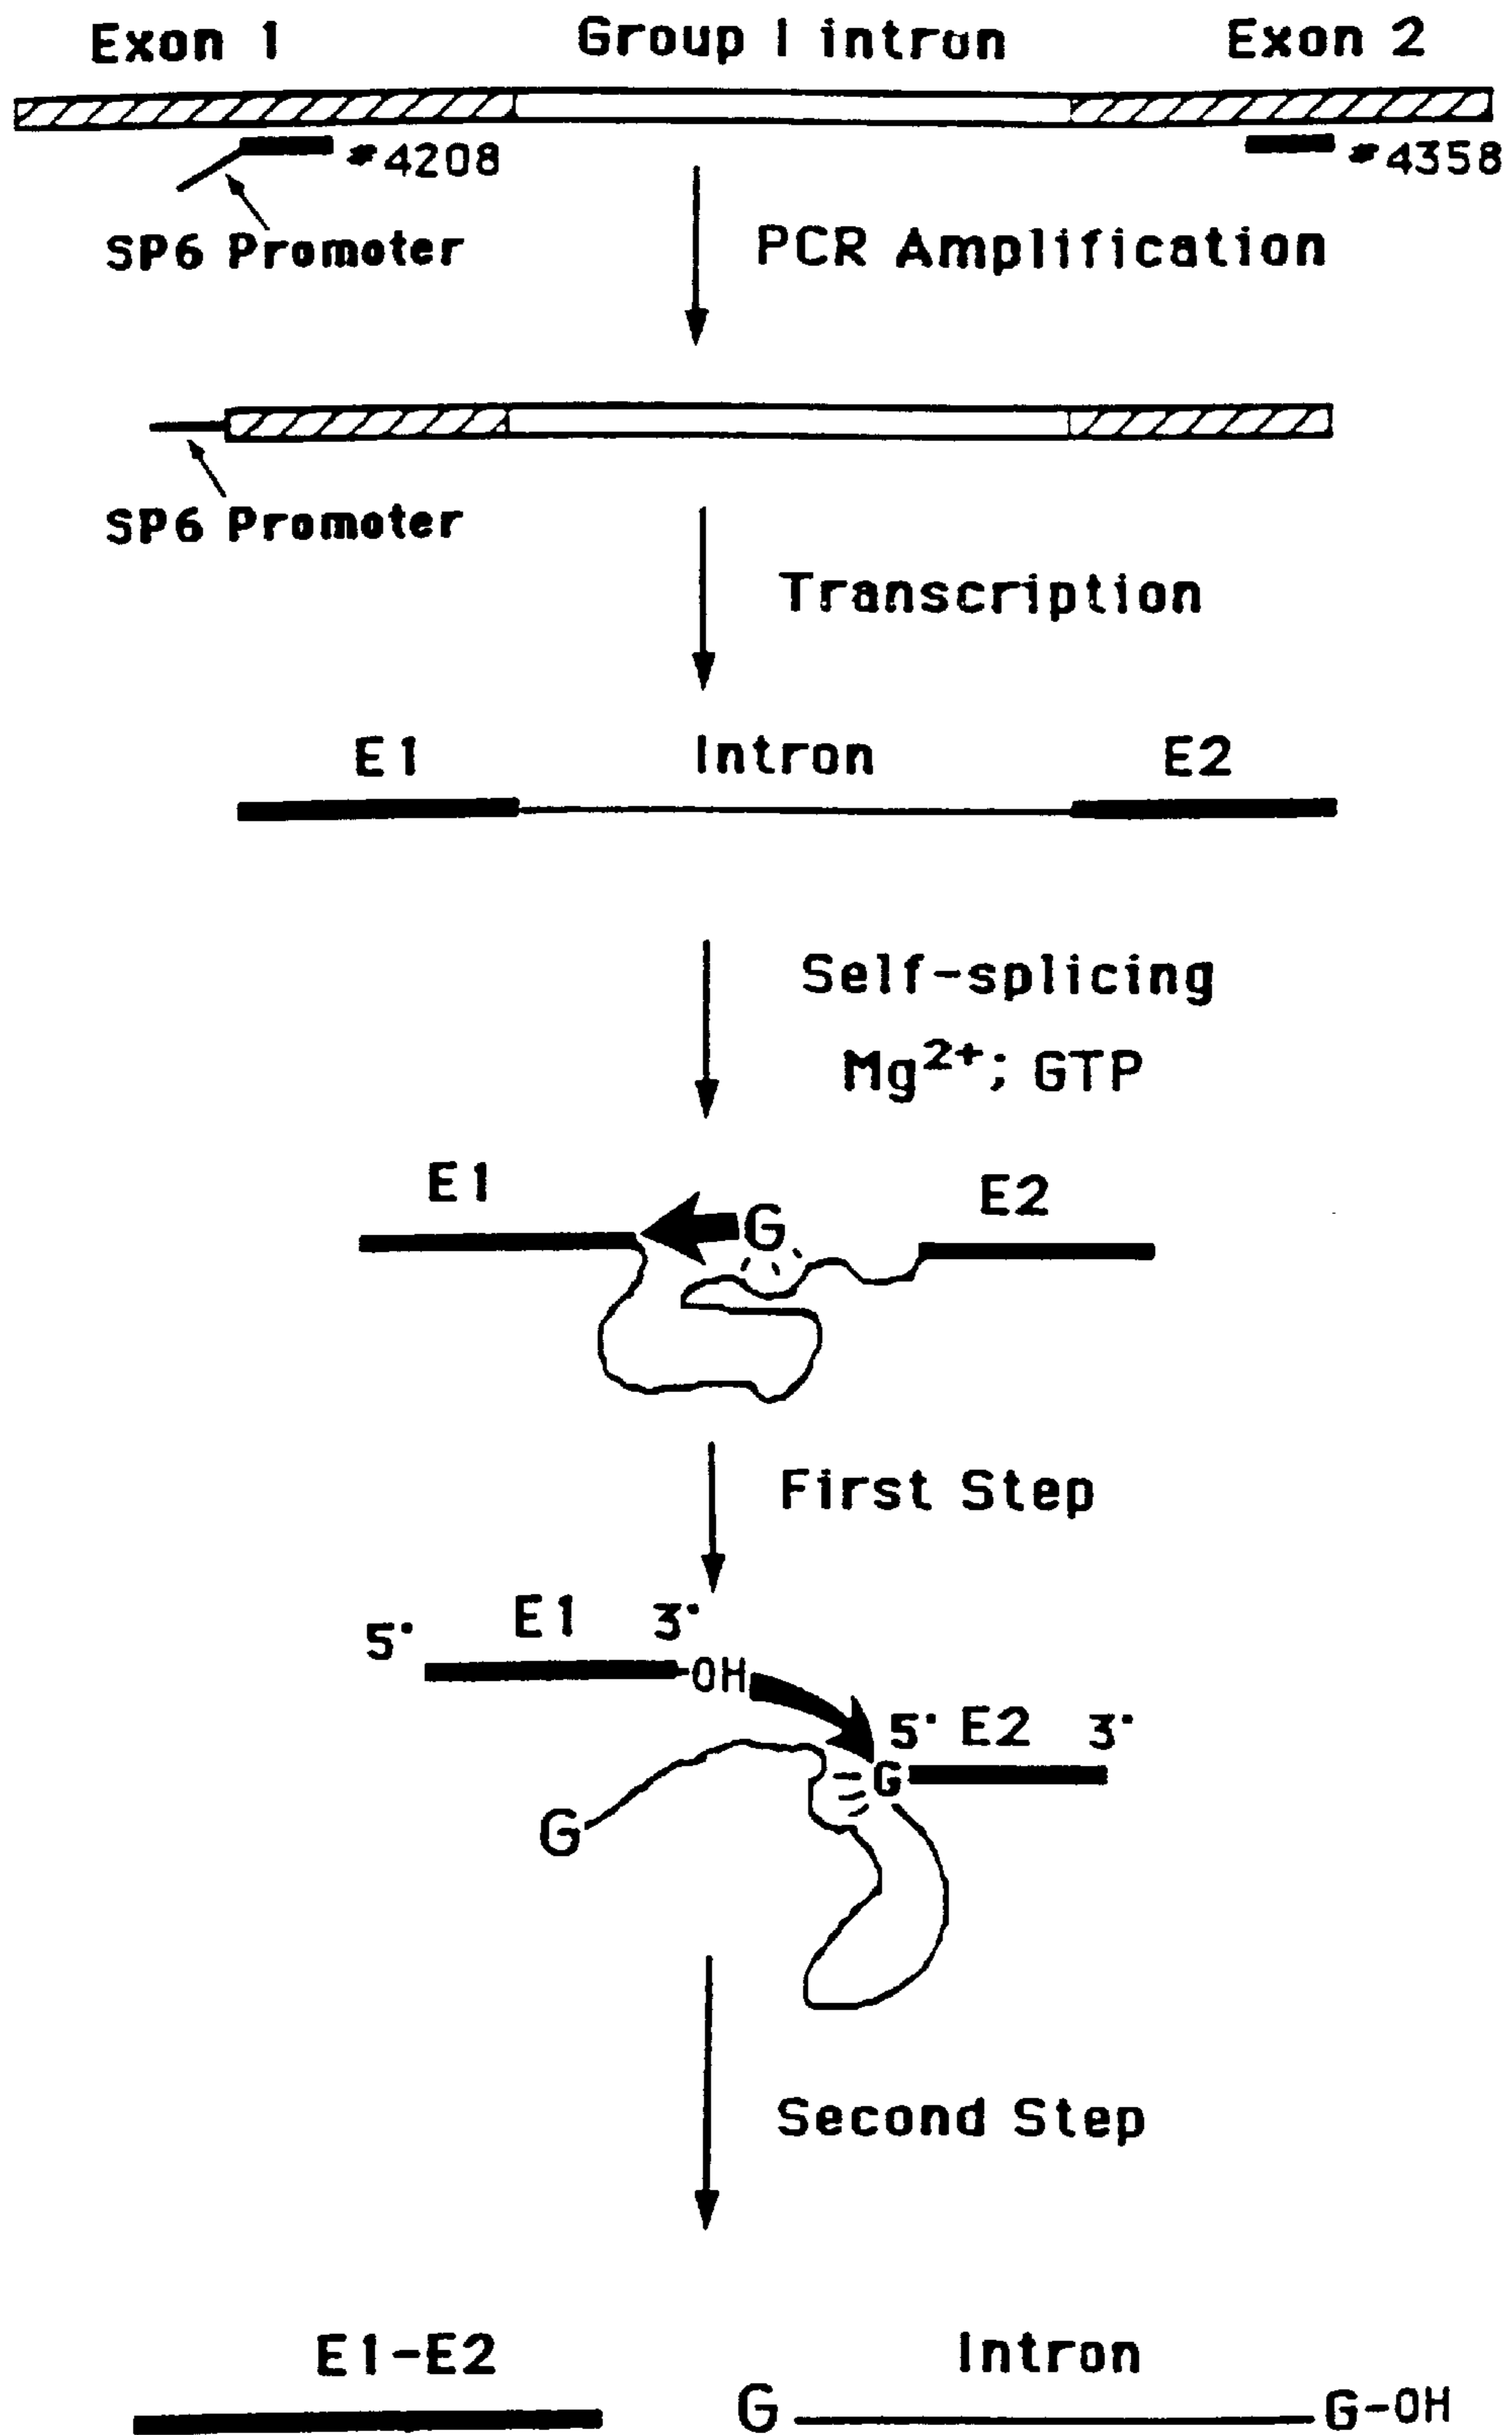 Exon 1 Group I intron Exon 2
#4208 #4358
SP6 Promoter
PCR Amplification
SP6 Promoter
Transcription
E1 Intron E2
Self-splicing
Mg2+; GTP
E1 G E2
First Step
5' E1 3'
OH
5' E2 3'
G
G
Second Step
E1-E2 Intron
G G-OH